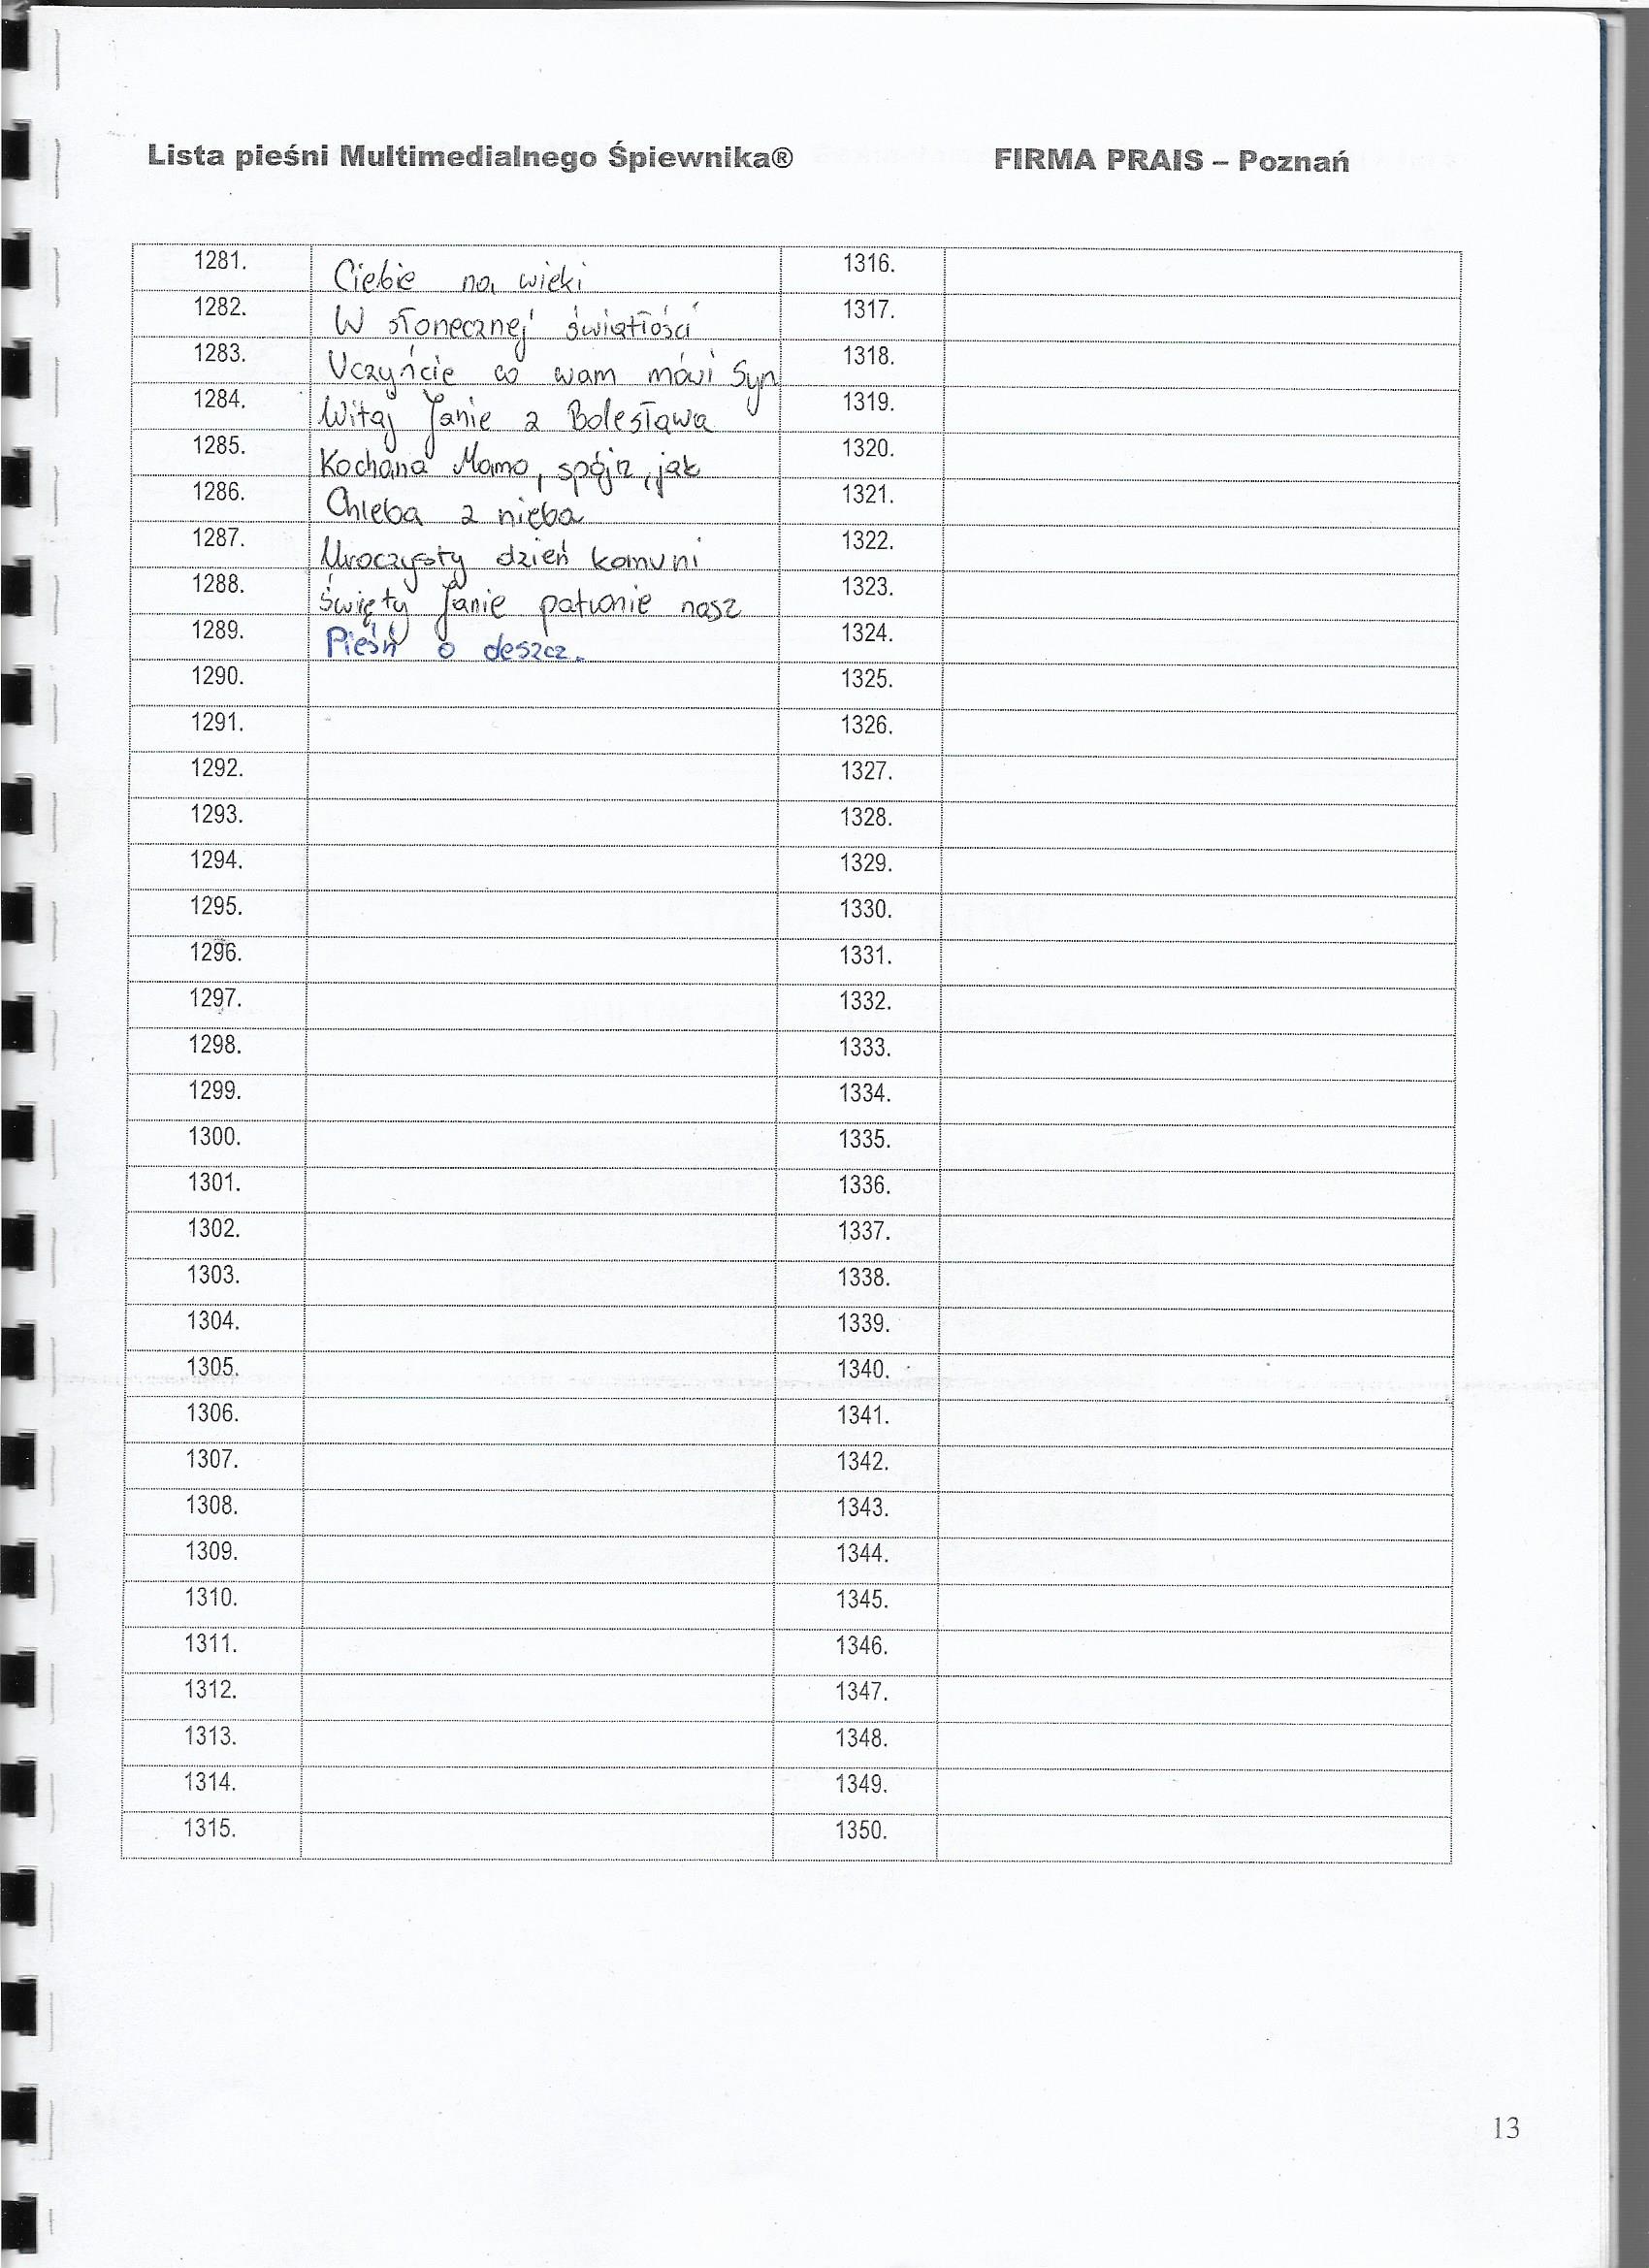 Lista pieśni Multimedialnego Śpiewnika® FIRMA PRAIS – Poznań
1281. Ciebie na wieki 1316.
1282. W słonecznej światłości 1317.
1283. Uczyńcie co wam mówi Syn 1318.
1284. Witaj Janie z Bolesława 1319.
1285. Kochana Mamo, spójrz, jak 1320.
1286. Chleba z nieba 1321.
1287. Uroczysty dzień komuni 1322.
1288. Święty Janie patronie nasz 1323.
1289. Pieśń o deszcz. 1324.
1290. 1325.
1291. 1326.
1292. 1327.
1293. 1328.
1294. 1329.
1295. 1330.
1296. 1331.
1297. 1332.
1298. 1333.
1299. 1334.
1300. 1335.
1301. 1336.
1302. 1337.
1303. 1338.
1304. 1339.
1305. 1340.
1306. 1341.
1307. 1342.
1308. 1343.
1309. 1344.
1310. 1345.
1311. 1346.
1312. 1347.
1313. 1348.
1314. 1349.
1315. 1350.
13